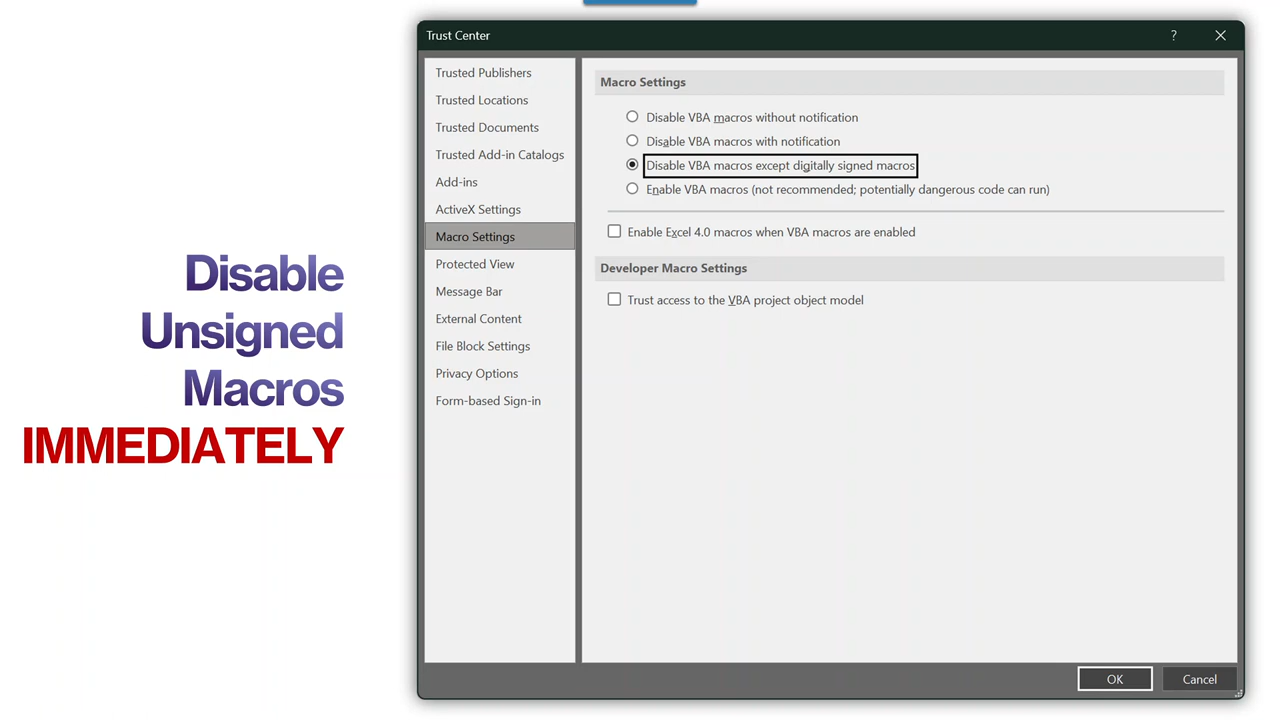 Disable
Unsigned
Macros
IMMEDIATELY
Trust Center
?
Trusted Publishers
Trusted Locations
Trusted Documents
Trusted Add-in Catalogs
Add-ins
ActiveX Settings
Macro Settings
Protected View
Message Bar
External Content
File Block Settings
Privacy Options
Form-based Sign-in
Macro Settings
Disable VBA macros without notification
Disable VBA macros with notification
Disable VBA macros except digitally signed macros
Enable VBA macros (not recommended; potentially dangerous code can run)
Enable Excel 4.0 macros when VBA macros are enabled
Developer Macro Settings
Trust access to the VBA project object model
OK
Cancel